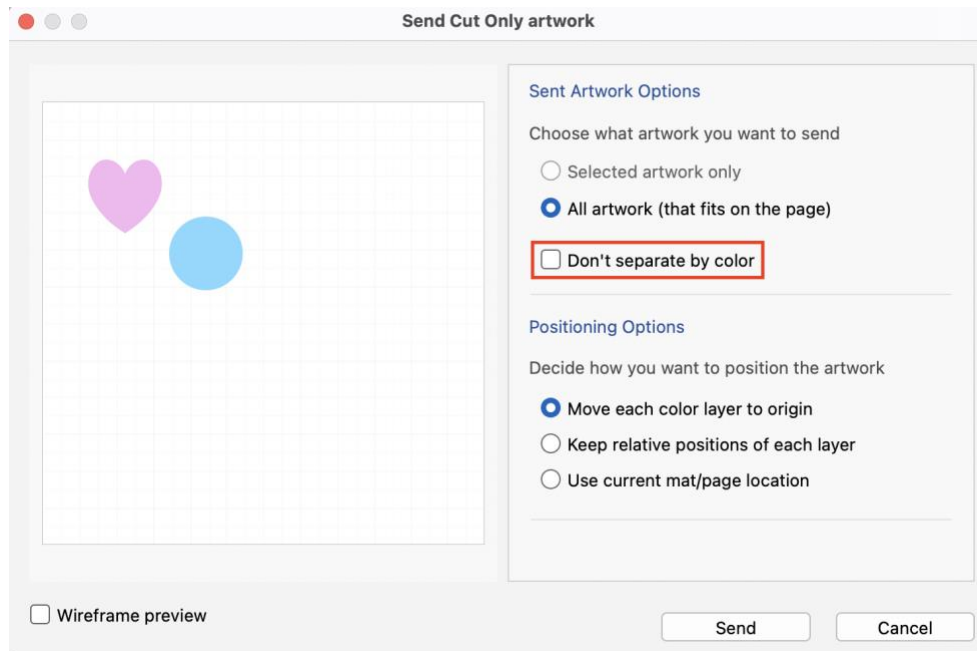 Send Cut Only artwork
Sent Artwork Options
Choose what artwork you want to send
Selected artwork only
All artwork (that fits on the page)
Don't separate by color
Positioning Options
Decide how you want to position the artwork
Move each color layer to origin
Keep relative positions of each layer
Use current mat/page location
Wireframe preview
Send
Cancel